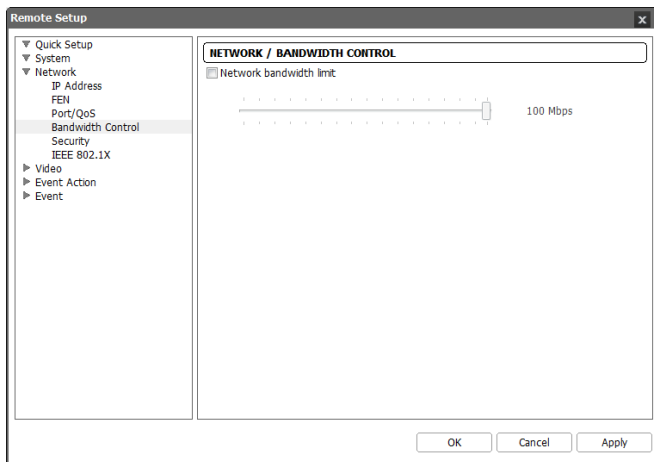 Remote Setup
x
Quick Setup
System
Network
IP Address
FEN
Port/QoS
Bandwidth Control
Security
IEEE 802.1X
Video
Event Action
Event
NETWORK / BANDWIDTH CONTROL
Network bandwidth limit
100 Mbps
OK
Cancel
Apply